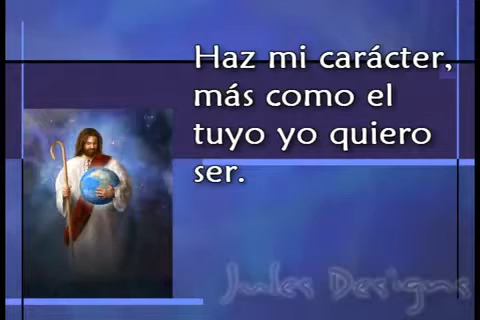 Haz mi carácter,
más como el
tuyo yo quiero
ser.
Jules Designs